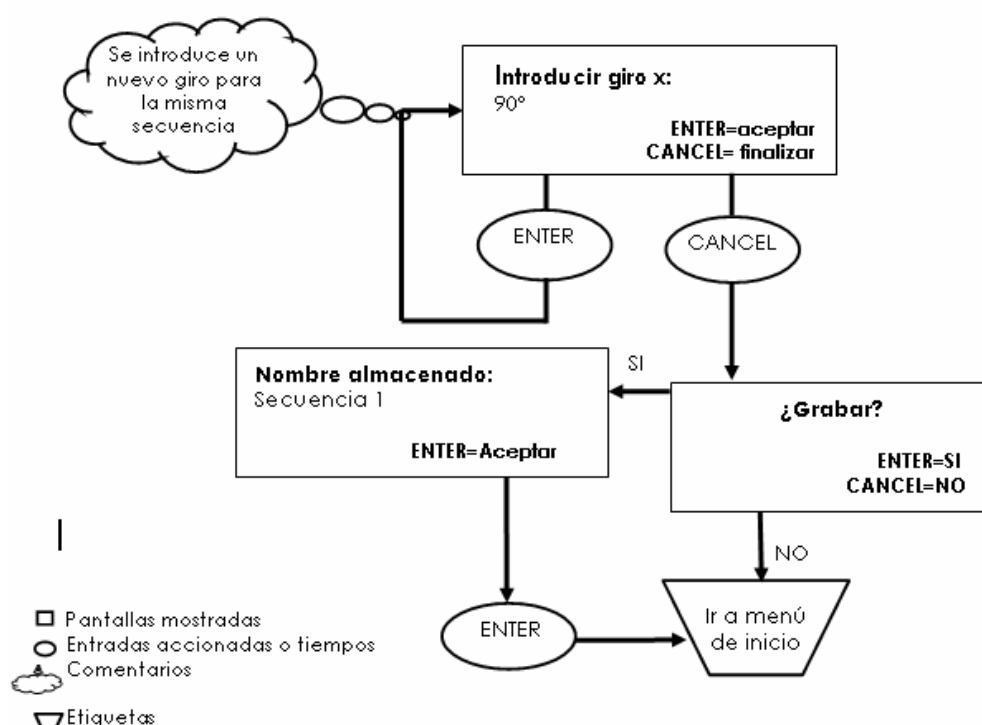 Se introduce un
nuevo giro para
la misma
secuencia
Introducir giro x:
90°
ENTER=aceptar
CANCEL= finalizar
ENTER
CANCEL
SI
Nombre almacenado:
Secuencia 1
ENTER=Aceptar
¿Grabar?
ENTER=SI
CANCEL=NO
NO
ENTER
Ir a menú
de inicio
Pantallas mostradas
Entradas accionadas o tiempos
Comentarios
Etiquetas